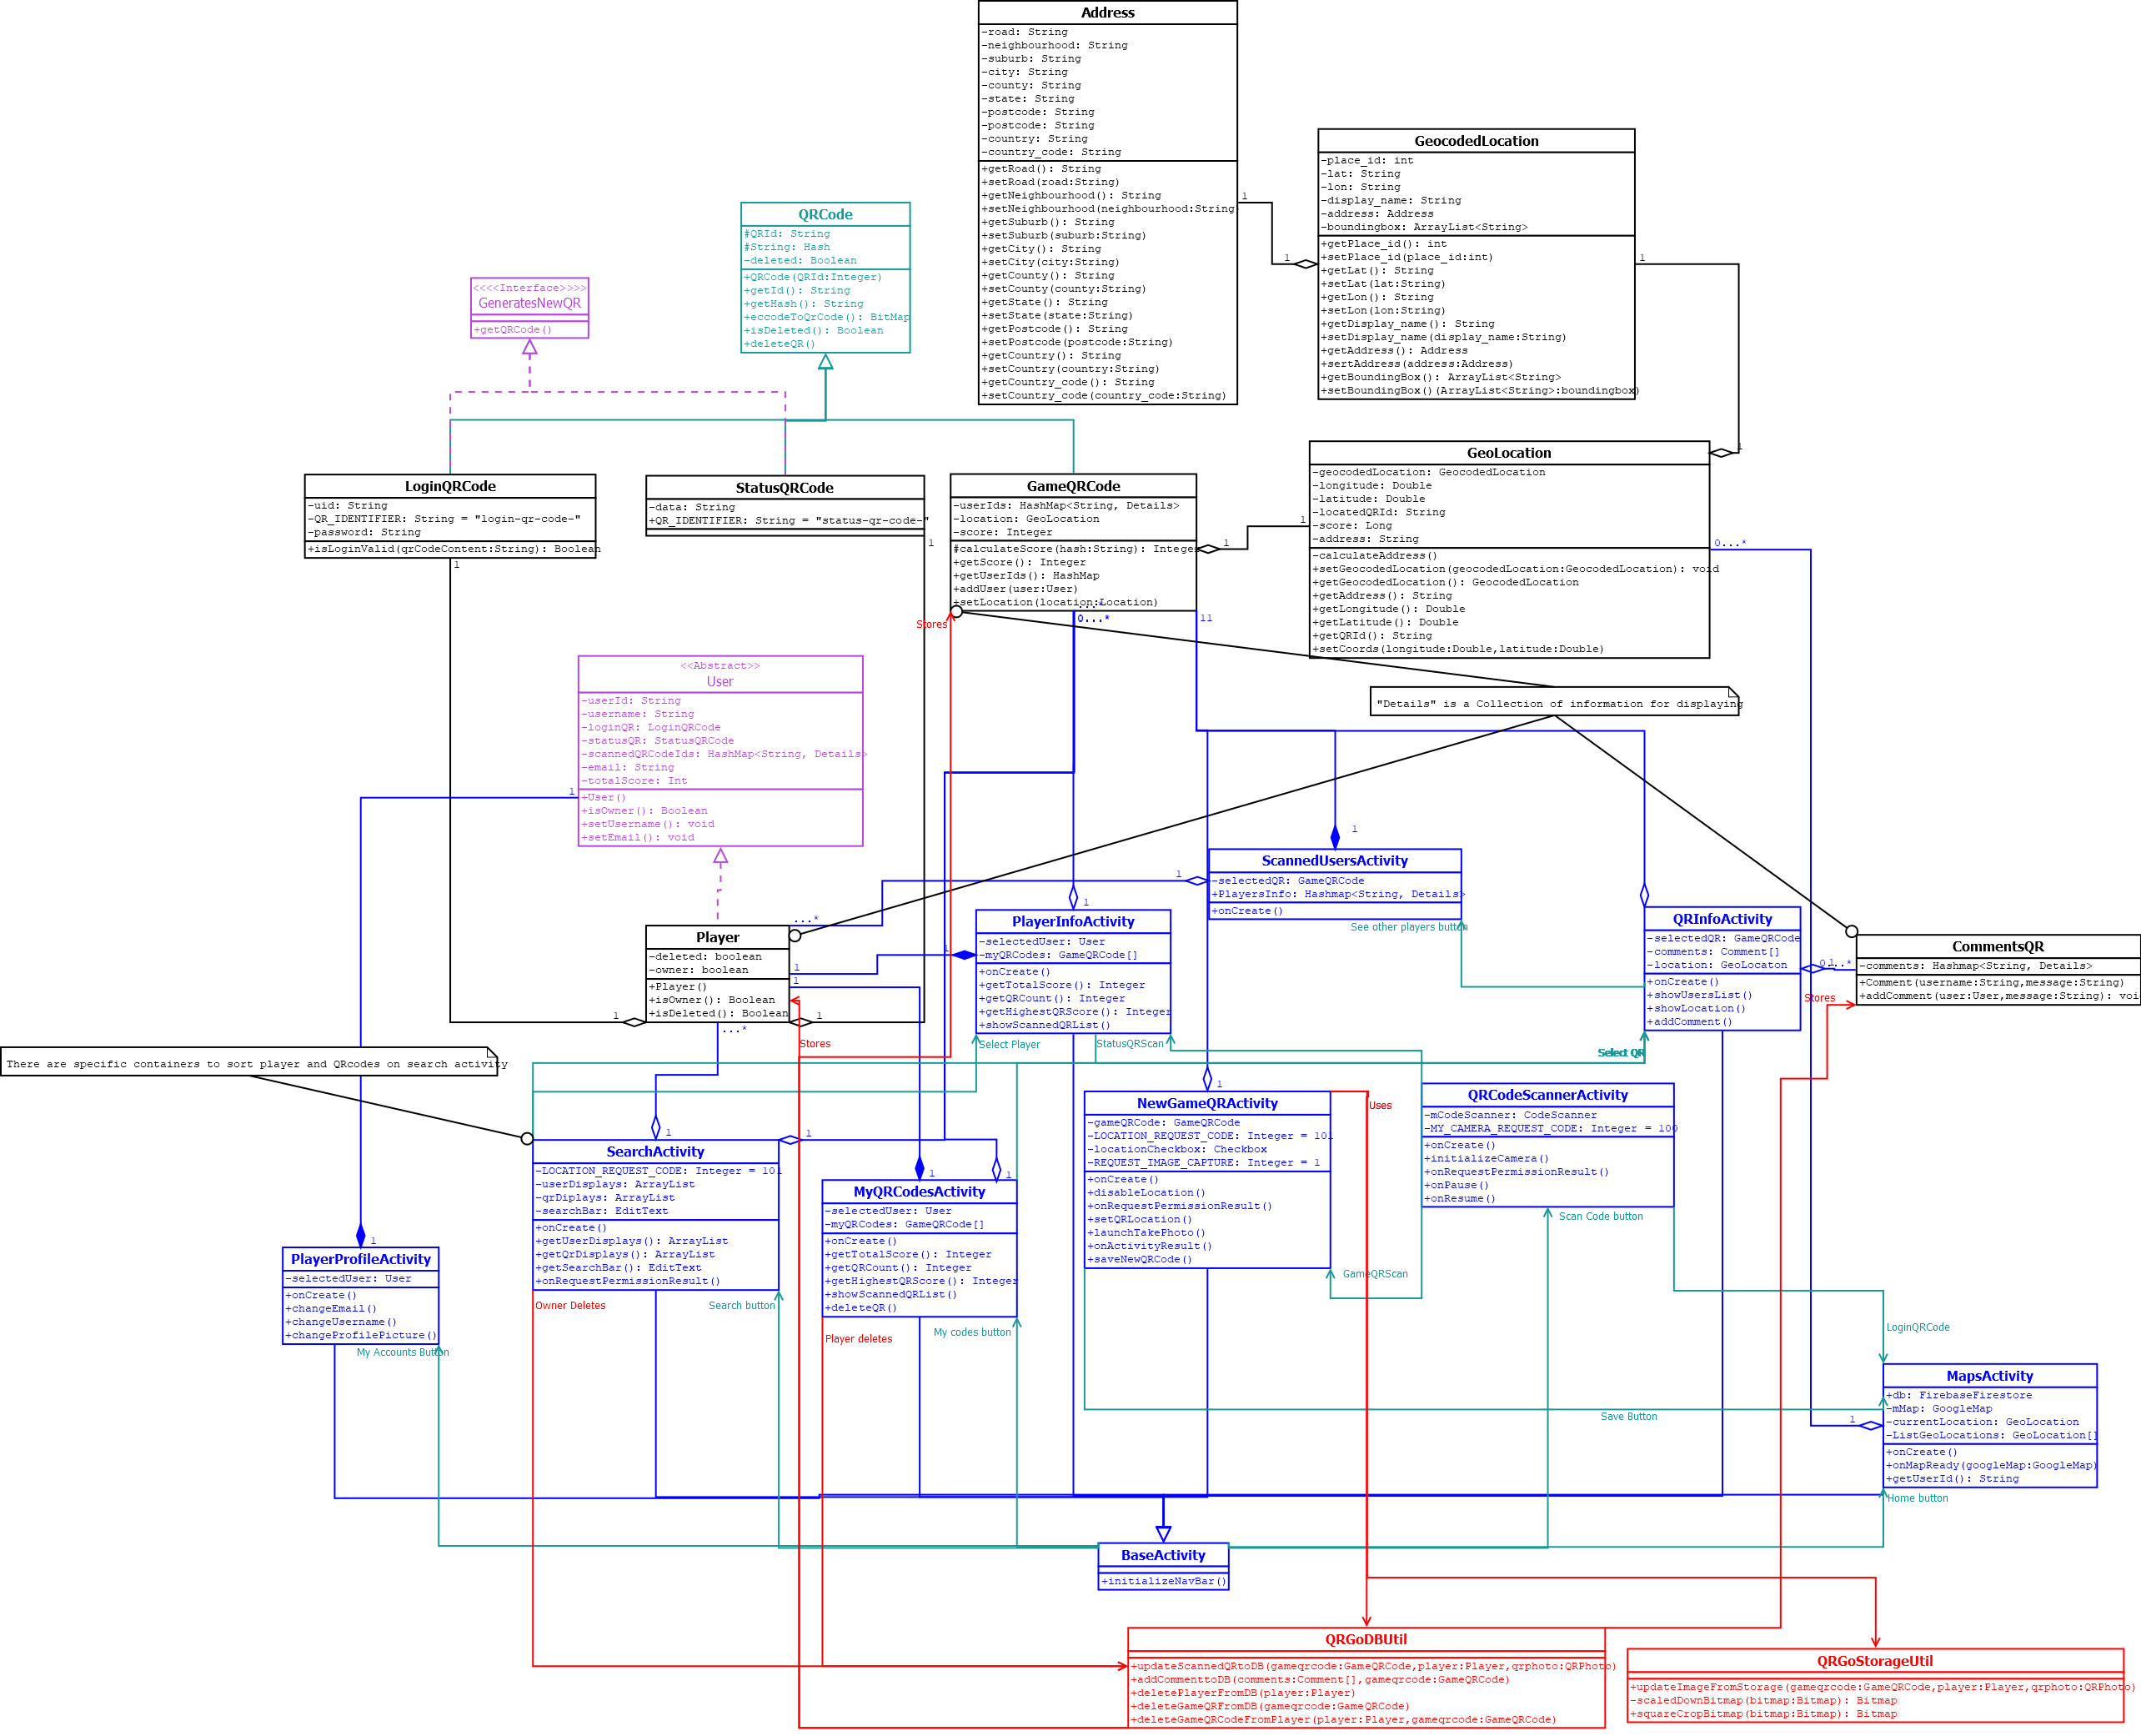 Address
-road: String
-neighbourhood: String
-suburb: String
-city: String
-county: String
-state: String
-postcode: String
-postcode: String
-country: String
-country_code: String
+getRoad(): String
+setRoad(road:String)
+getNeighbourhood(): String
+setNeighbourhood(neighbourhood:String
+getSuburb(): String
+setSuburb(suburb:String)
+getCity(): String
+setCity(city:String)
+getCounty(): String
+setCounty(county:String)
+getState(): String
+setState(state:String)
+getPostcode(): String
+setPostcode(postcode:String)
+getCountry(): String
+setCountry(country:String)
+getCountry_code(): String
+setCountry_code(country_code:String)
1
1
GeocodedLocation
-place_id: int
-lat: String
-lon: String
-display_name: String
-address: Address
-boundingbox: ArrayList<String>
+getPlace_id(): int
+setPlace_id(place_id:int)
+getLat(): String
+setLat(lat:String)
+getLon(): String
+setLon(lon:String)
+getDisplay_name(): String
+setDisplay_name(display_name:String)
+getAddress(): Address
+sertAddress(address:Address)
+getBoundingBox(): ArrayList<String>
+setBoundingBox()(ArrayList<String>:boundingbox)
1
1
QRCode
#QRId: String
#String: Hash
-deleted: Boolean
+QRCode(QRId:Integer)
+getId(): String
+getHash(): String
+eccodeToQrCode(): BitMap
+isDeleted(): Boolean
+deleteQR()
<<<<Interface>>>>
GeneratesNewQR
+getQRCode()
LoginQRCode
-uid: String
-QR_IDENTIFIER: String = "login-qr-code-"
-password: String
+isLoginValid(qrCodeContent:String): Boolean
1
StatusQRCode
-data: String
+QR_IDENTIFIER: String = "status-qr-code-"
1
GameQRCode
-userIds: HashMap<String, Details>
-location: GeoLocation
-score: Integer
#calculateScore(hash:String): Integer
+getScore(): Integer
+getUserIds(): HashMap
+addUser(user:User)
+setLocation(location:Location)
1
1
...*
0...*
11
Stores
GeoLocation
-geocodedLocation: GeocodedLocation
-longitude: Double
-latitude: Double
-locatedQRId: String
-score: Long
-address: String
-calculateAddress()
+setGeocodedLocation(geocodedLocation:GeocodedLocation): void
+getGeocodedLocation(): GeocodedLocation
+getAddress(): String
+getLongitude(): Double
+getLatitude(): Double
+getQRId(): String
+setCoords(longitude:Double,latitude:Double)
0...*
"Details" is a Collection of information for displaying
<<Abstract>>
User
-userId: String
-username: String
-loginQR: LoginQRCode
-statusQR: StatusQRCode
-scannedQRCodeIds: HashMap<String, Details>
-email: String
-totalScore: Int
+User()
+isOwner(): Boolean
+setUsername(): void
+setEmail(): void
1
ScannedUsersActivity
-selectedQR: GameQRCode
+PlayersInfo: Hashmap<String, Details>
+onCreate()
1
1
See other players button
PlayerInfoActivity
-selectedUser: User
-myQRCodes: GameQRCode[]
+onCreate()
+getTotalScore(): Integer
+getQRCount(): Integer
+getHighestQRScore(): Integer
+showScannedQRList()
1
1
Select Player
StatusQRScan
QRInfoActivity
-selectedQR: GameQRCode
-comments: Comment[]
-location: GeoLocaton
+onCreate()
+showUsersList()
+showLocation()
+addComment()
1
0...*
Select QR
CommentsQR
-comments: Hashmap<String, Details>
+Comment(username:String,message:String)
+addComment(user:User,message:String): voi
Stores
Player
-deleted: boolean
-owner: boolean
+Player()
+isOwner(): Boolean
+isDeleted(): Boolean
...*
1
1
1
1
...*
Stores
There are specific containers to sort player and QRcodes on search activity
SearchActivity
-LOCATION_REQUEST_CODE: Integer = 101
-userDisplays: ArrayList
-qrDiplays: ArrayList
-searchBar: EditText
+onCreate()
+getUserDisplays(): ArrayList
+getQrDisplays(): ArrayList
+getSearchBar(): EditText
+onRequestPermissionResult()
1
1
Owner Deletes
Search button
MyQRCodesActivity
-selectedUser: User
-myQRCodes: GameQRCode[]
+onCreate()
+getTotalScore(): Integer
+getQRCount(): Integer
+getHighestQRScore(): Integer
+showScannedQRList()
+deleteQR()
1
1
Player deletes
My codes button
NewGameQRActivity
-gameQRCode: GameQRCode
-LOCATION_REQUEST_CODE: Integer = 101
-locationCheckbox: Checkbox
-REQUEST_IMAGE_CAPTURE: Integer = 1
+onCreate()
+disableLocation()
+onRequestPermissionResult()
+setQRLocation()
+launchTakePhoto()
+onActivityResult()
+saveNewQRCode()
1
Uses
GameQRScan
QRCodeScannerActivity
-mCodeScanner: CodeScanner
-MY_CAMERA_REQUEST_CODE: Integer = 100
+onCreate()
+initializeCamera()
+onRequestPermissionResult()
+onPause()
+onResume()
Scan Code button
PlayerProfileActivity
-selectedUser: User
+onCreate()
+changeEmail()
+changeUsername()
+changeProfilePicture()
1
My Accounts Button
LoginQRCode
Save Button
MapsActivity
+db: FirebaseFirestore
-mMap: GoogleMap
-currentLocation: GeoLocation
-ListGeoLocations: GeoLocation[]
+onCreate()
+onMapReady(googleMap:GoogleMap)
+getUserId(): String
1
Home button
BaseActivity
+initializeNavBar()
QRGoDBUtil
+updateScannedQRtoDB(gameqrcode:GameQRCode,player:Player,qrphoto:QRPhoto)
+addCommenttoDB(comments:Comment[],gameqrcode:GameQRCode)
+deletePlayerFromDB(player:Player)
+deleteGameQRFromDB(gameqrcode:GameQRCode)
+deleteGameQRCodeFromPlayer(player:Player,gameqrcode:GameQRCode)
QRGoStorageUtil
+updateImageFromStorage(gameqrcode:GameQRCode,player:Player,qrphoto:QRPhoto)
-scaledDownBitmap(bitmap:Bitmap): Bitmap
+squareCropBitmap(bitmap:Bitmap): Bitmap